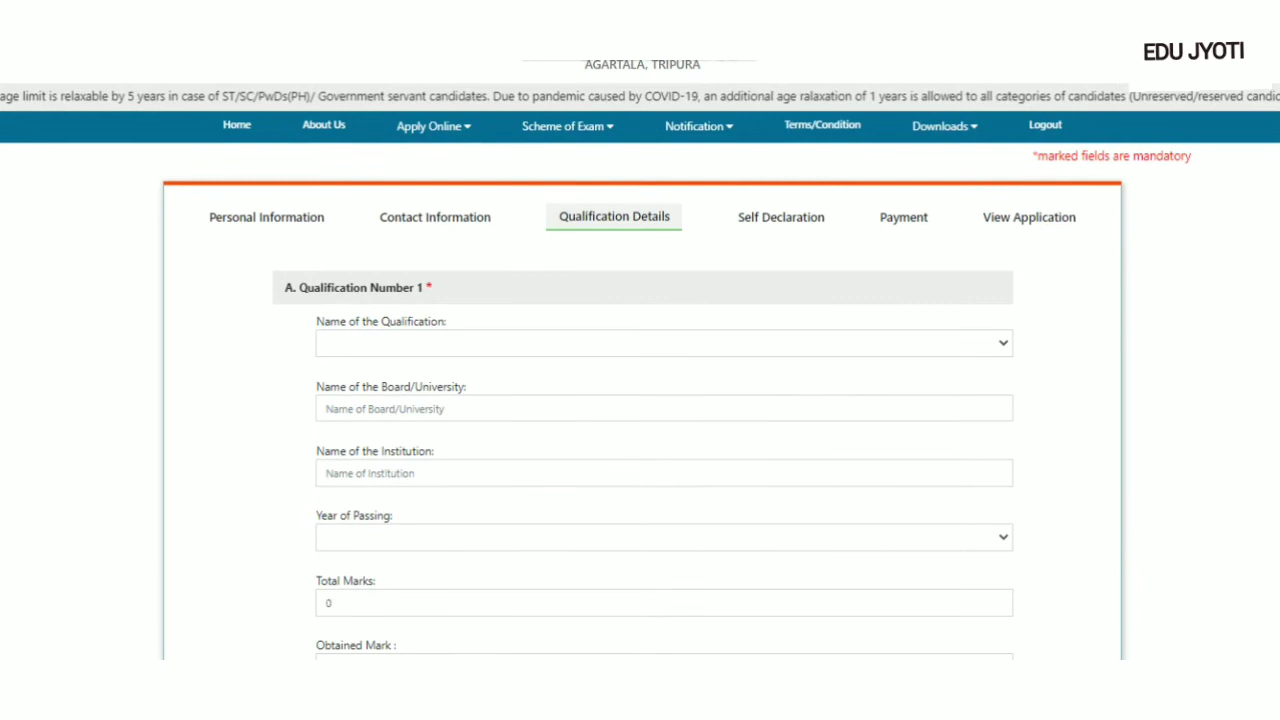 EDU JYOTI
AGARTALA, TRIPURA
age limit is relaxable by 5 years in case of ST/SC/PwDs(PH)/ Government servant candidates. Due to pandemic caused by COVID-19, an additional age ralaxation of 1 years is allowed to all categories of candidates (Unreserved/reserved candic
Home About Us Apply Online Scheme of Exam Notification Terms/Condition Downloads Logout
*marked fields are mandatory
Personal Information Contact Information Qualification Details Self Declaration Payment View Application
A. Qualification Number 1 *
Name of the Qualification:
Name of the Board/University:
Name of Board/University
Name of the Institution:
Name of Institution
Year of Passing:
Total Marks:
0
Obtained Mark :